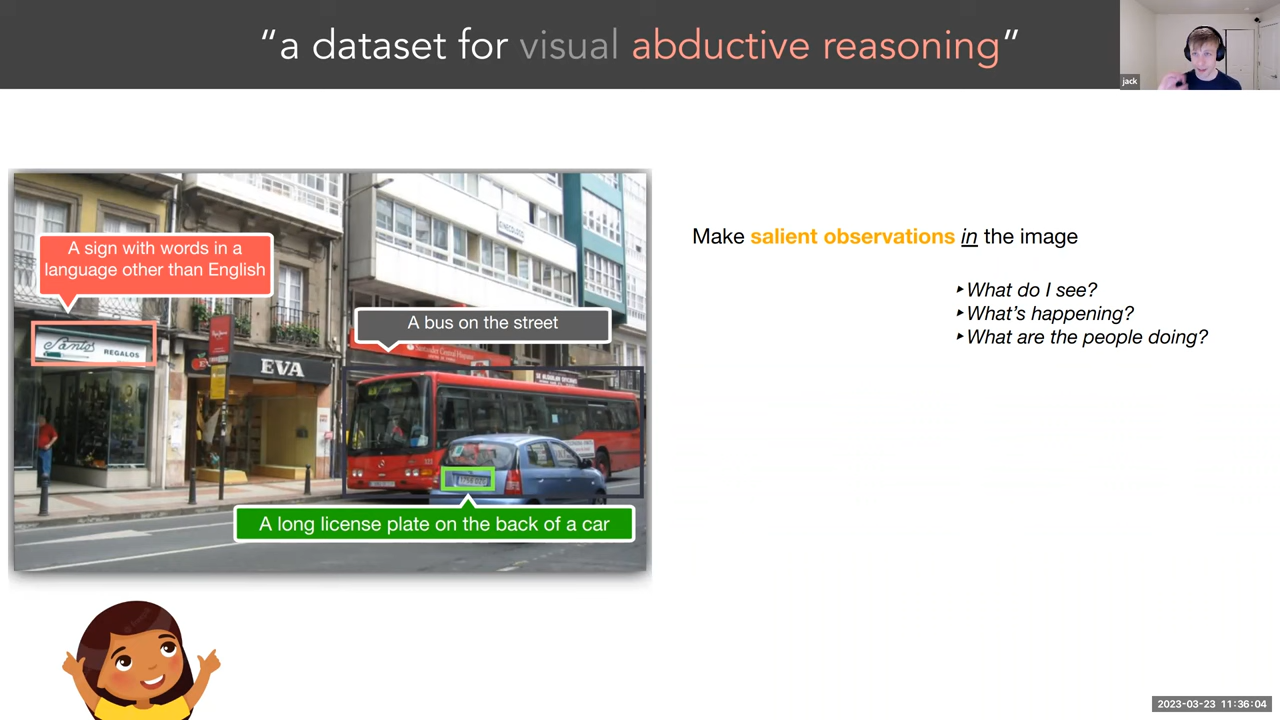 “a dataset for visual abductive reasoning”
jack
A sign with words in a
language other than English
GINECOLOGO
A bus on the street
Santos
REGALOS
EVA
Make salient observations in the image
‣ What do I see?
‣ What’s happening?
‣ What are the people doing?
A long license plate on the back of a car
2023-03-23 11:36:04